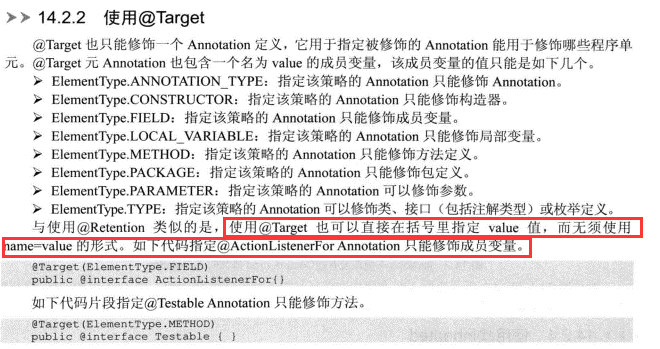 14.2.2 使用@Target
@Target 也只能修饰一个 Annotation 定义，它用于指定被修饰的 Annotation 能用于修饰哪些程序单
元。@Target 元 Annotation 也包含一个名为 value 的成员变量，该成员变量的值只能是如下几个。
➢ ElementType.ANNOTATION_TYPE：指定该策略的 Annotation 只能修饰 Annotation。
➢ ElementType.CONSTRUCTOR：指定该策略的 Annotation 只能修饰构造器。
➢ ElementType.FIELD：指定该策略的 Annotation 只能修饰成员变量。
➢ ElementType.LOCAL_VARIABLE：指定该策略的 Annotation 只能修饰局部变量。
➢ ElementType.METHOD：指定该策略的 Annotation 只能修饰方法定义。
➢ ElementType.PACKAGE：指定该策略的 Annotation 只能修饰包定义。
➢ ElementType.PARAMETER：指定该策略的 Annotation 可以修饰参数。
➢ ElementType.TYPE：指定该策略的 Annotation 可以修饰类、接口（包括注解类型）或枚举定义。
与使用@Retention 类似的是，使用@Target 也可以直接在括号里指定 value 值，而无须使用
name=value 的形式。如下代码指定@ActionListenerFor Annotation 只能修饰成员变量。
@Target(ElementType.FIELD)
public @interface ActionListenerFor{}
如下代码片段指定@Testable Annotation 只能修饰方法。
@Target(ElementType.METHOD)
public @interface Testable { }